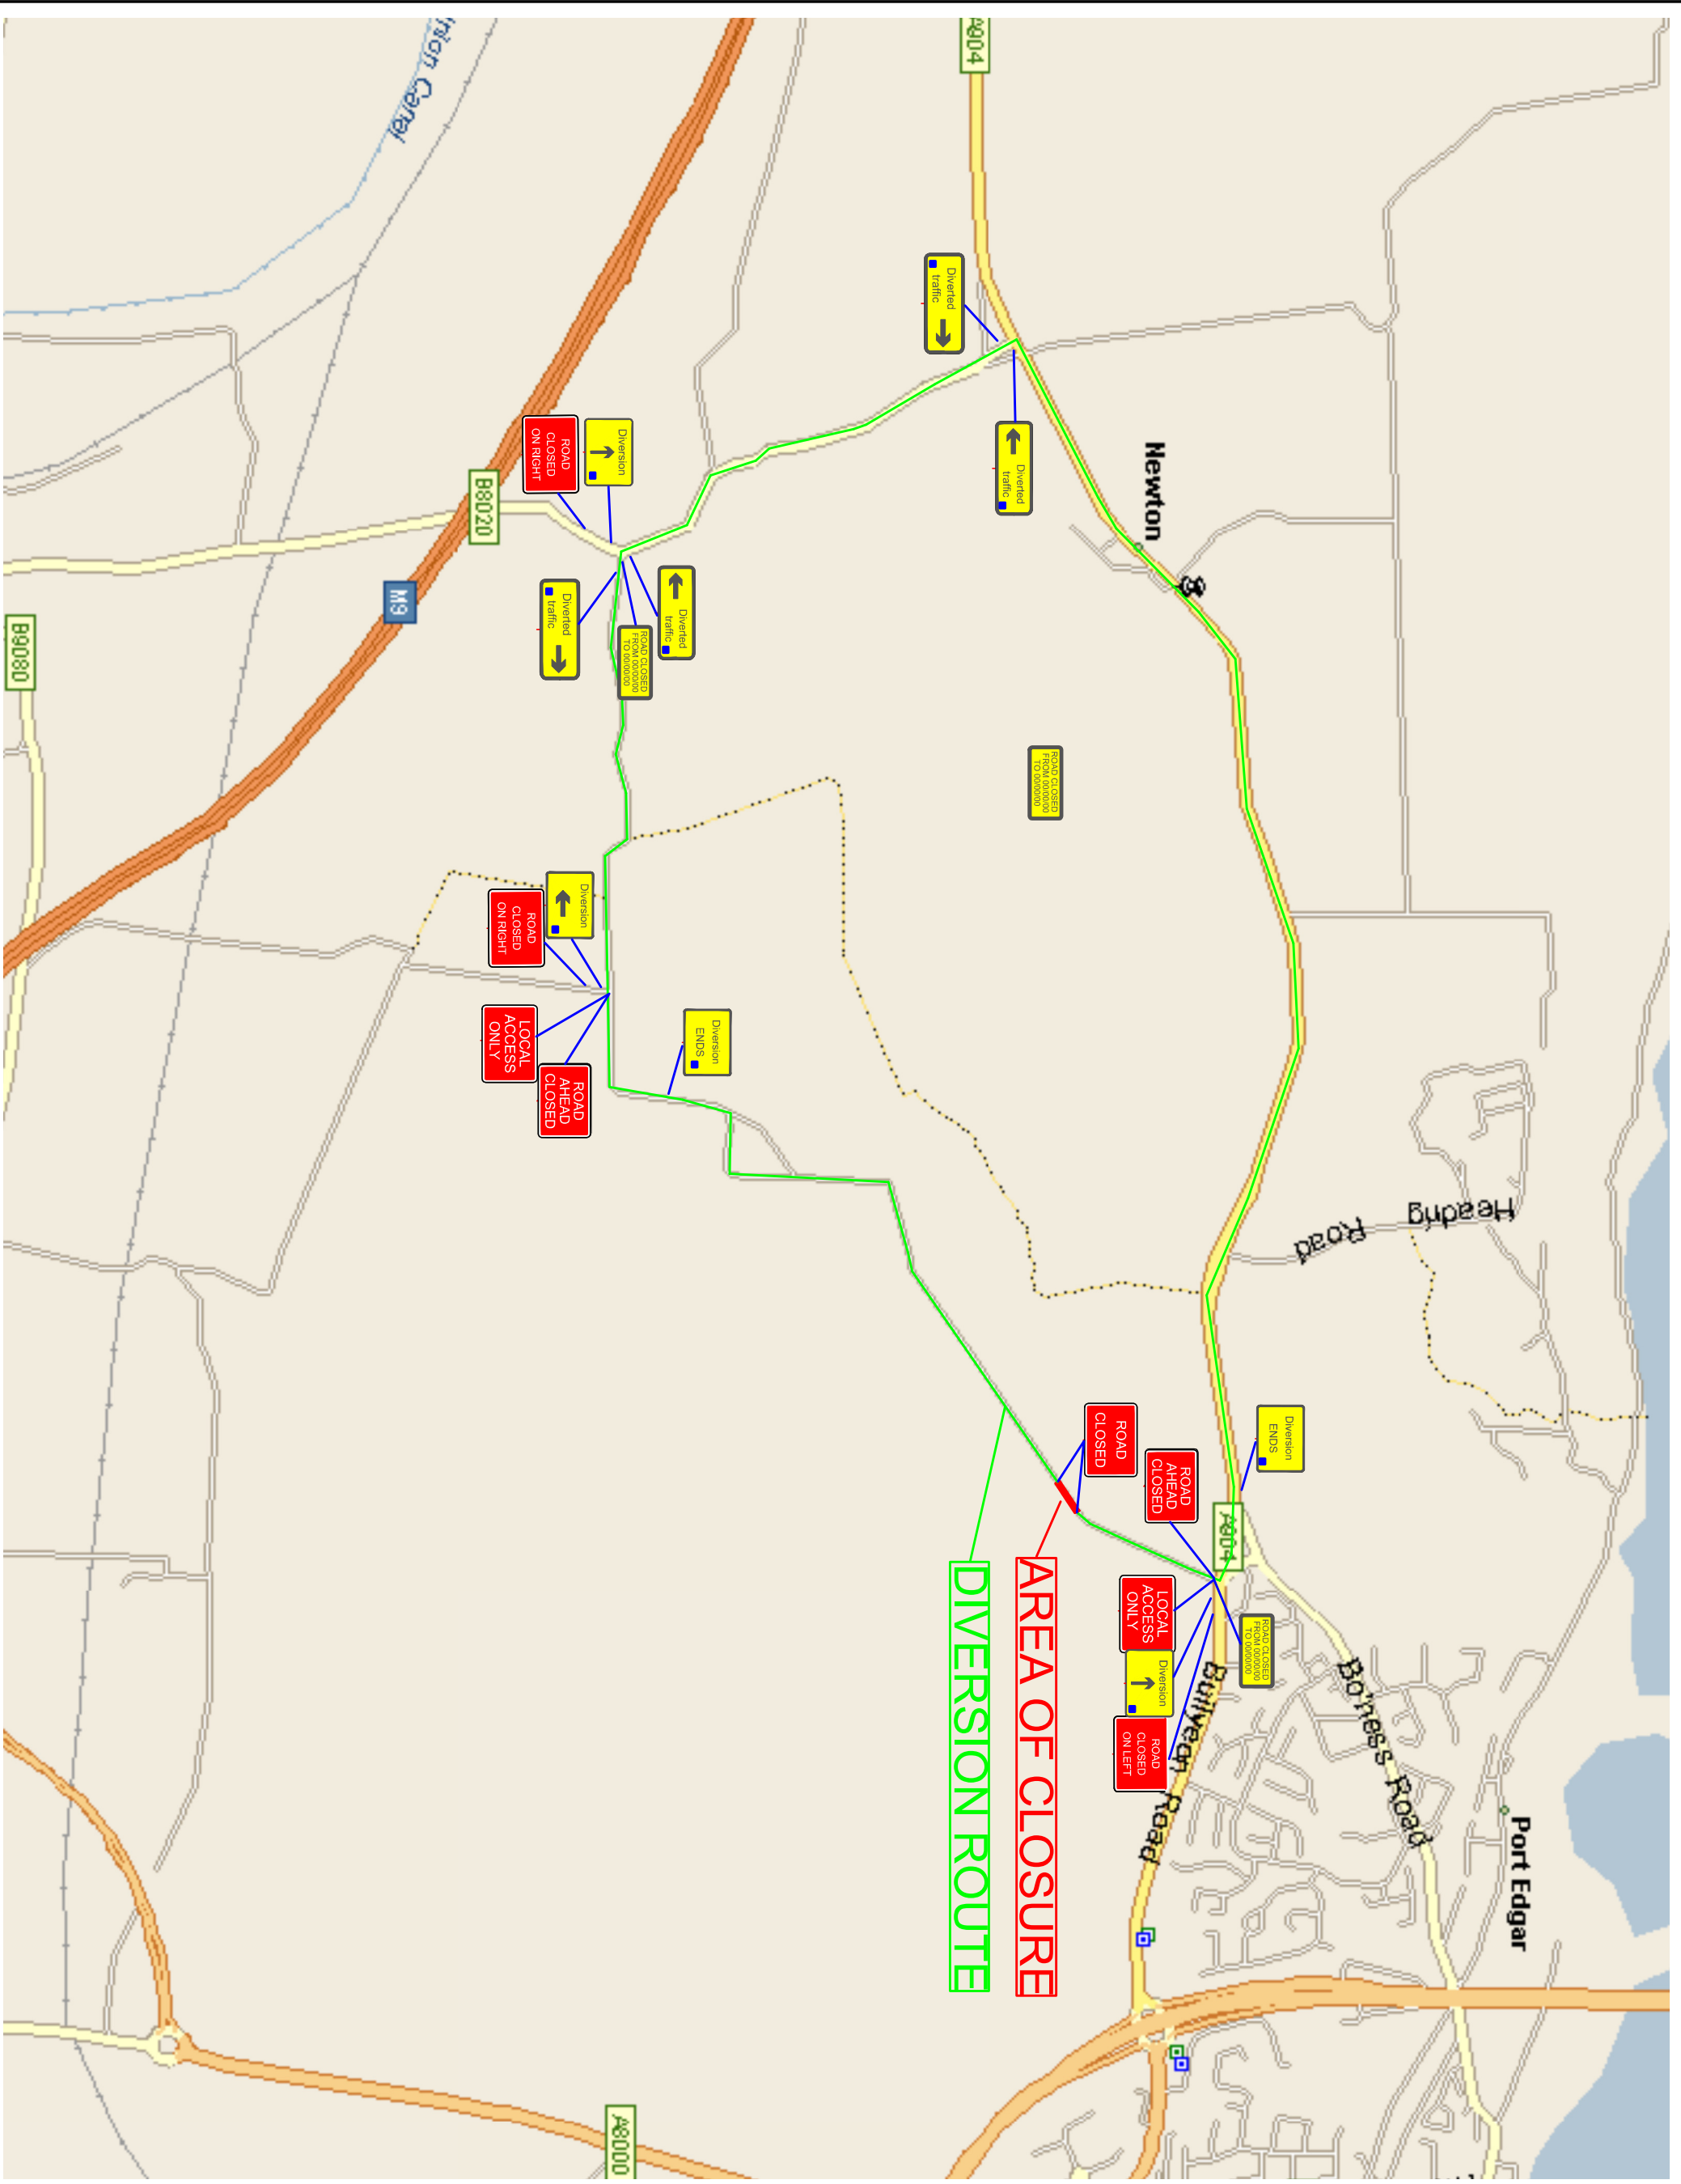 Port Edgar
Bo'ness Road
Road
Newton
A904
A904
Diversion
ENDS
ROAD CLOSED
FROM 00/00/00
TO 00/00/00
ROAD
AHEAD
CLOSED
LOCAL
ACCESS
ONLY
Diversion
ROAD
CLOSED
ON LEFT
ROAD
CLOSED
AREA OF CLOSURE
DIVERSION ROUTE
Diverted
traffic
Diverted
traffic
ROAD CLOSED
FROM 00/00/00
TO 00/00/00
Diverted
traffic
ROAD CLOSED
FROM 00/00/00
TO 00/00/00
Diverted
traffic
Diversion
ROAD
CLOSED
ON RIGHT
Diversion
ENDS
Diversion
ROAD
CLOSED
ON RIGHT
LOCAL
ACCESS
ONLY
ROAD
AHEAD
CLOSED
B8020
M9
B9080
A8000
nion Canal
Road